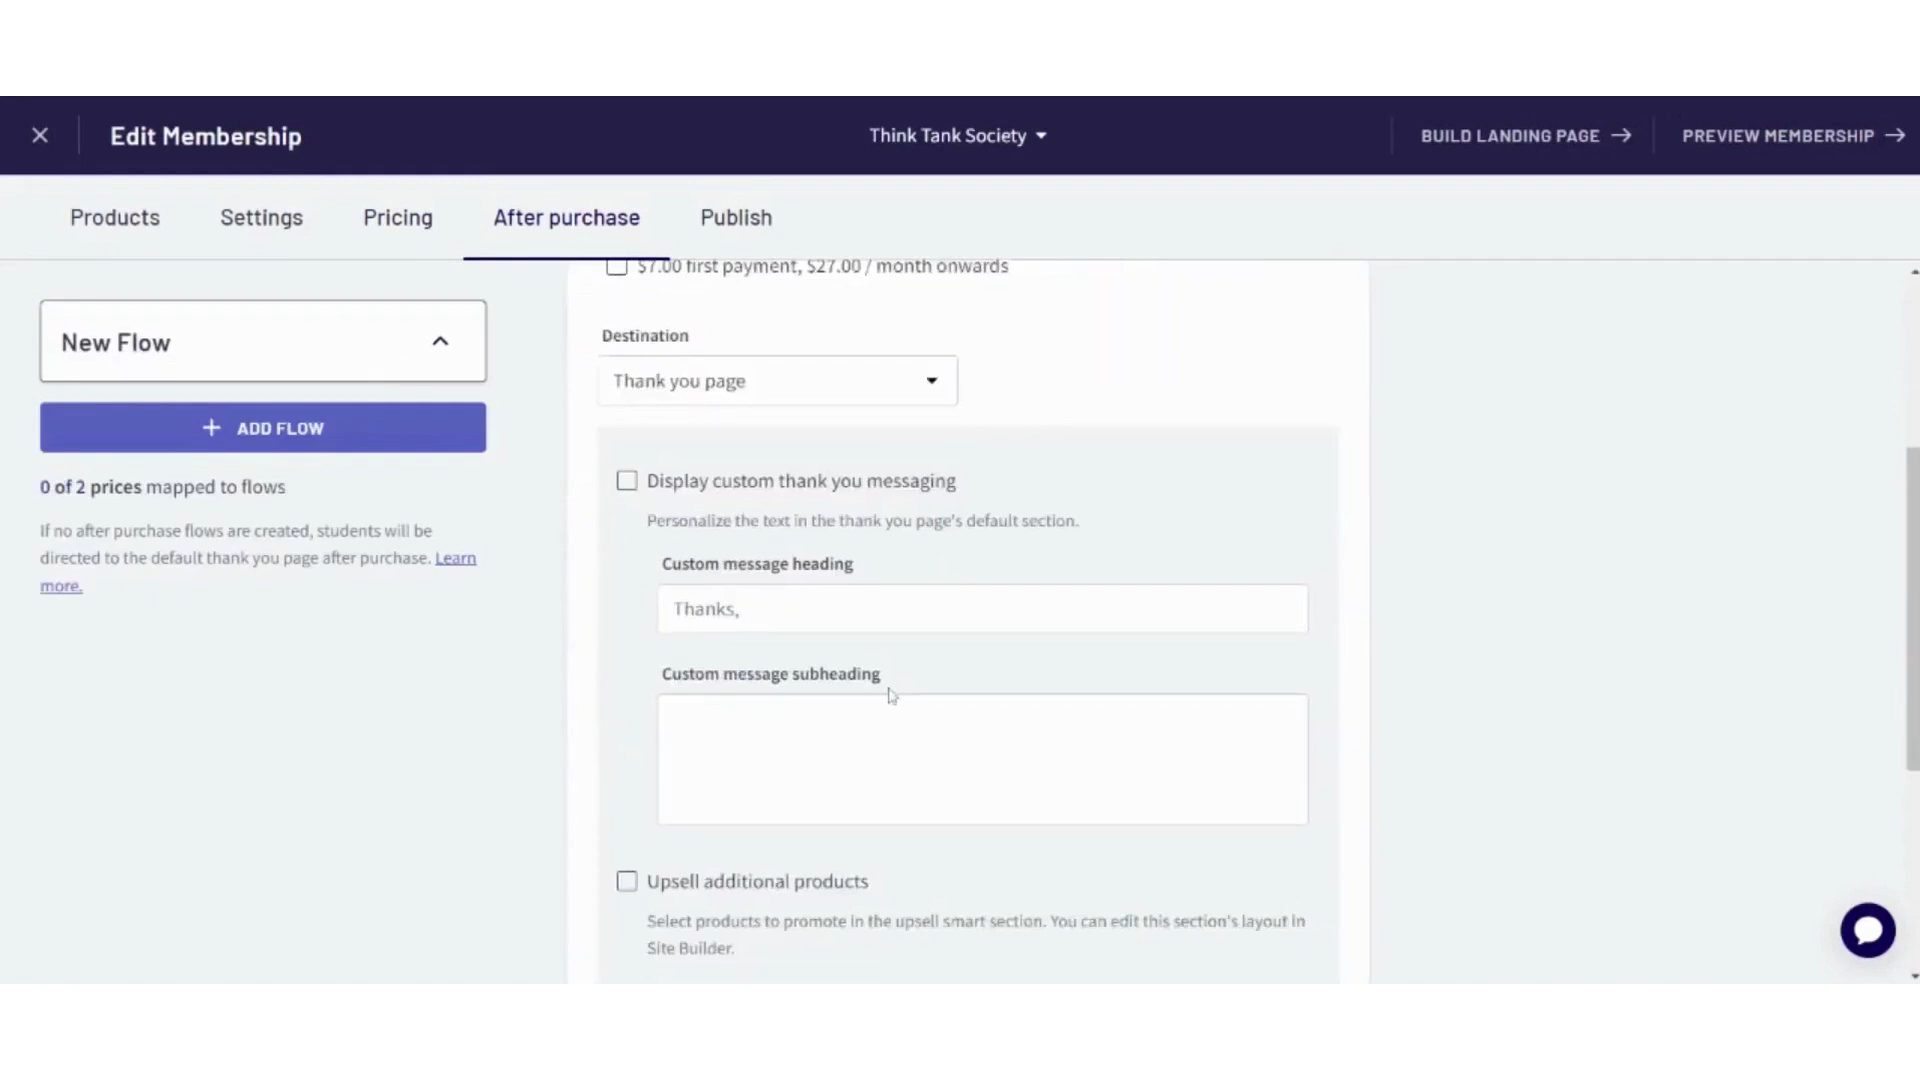 Edit Membership
Think Tank Society
BUILD LANDING PAGE
PREVIEW MEMBERSHIP
Products
Settings
Pricing
After purchase
Publish
$7.00 first payment, $27.00 / month onwards
New Flow
Destination
Thank you page
ADD FLOW
0 of 2 prices mapped to flows
If no after purchase flows are created, students will be
directed to the default thank you page after purchase. Learn
more.
Display custom thank you messaging
Personalize the text in the thank you page's default section.
Custom message heading
Thanks,
Custom message subheading
Upsell additional products
Select products to promote in the upsell smart section. You can edit this section's layout in
Site Builder.